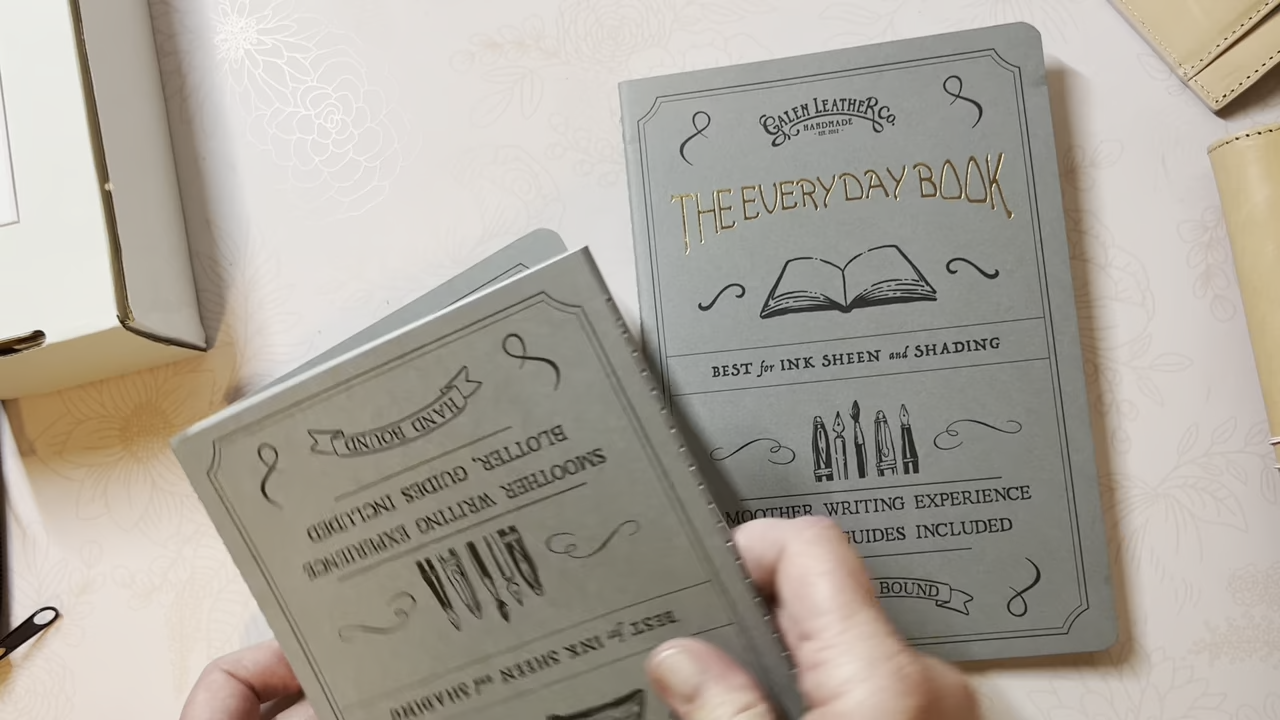 GALEN LEATHER CO.
HANDMADE
- EST. 2012 -
THE EVERYDAY BOOK
BEST for INK SHEEN and SHADING
SMOOTHER WRITING EXPERIENCE
GUIDES INCLUDED
BOUND
BEST for INK SHEEN and SHADING
SMOOTHER WRITING EXPERIENCE
BLOTTER, GUIDES INCLUDED
HAND BOUND